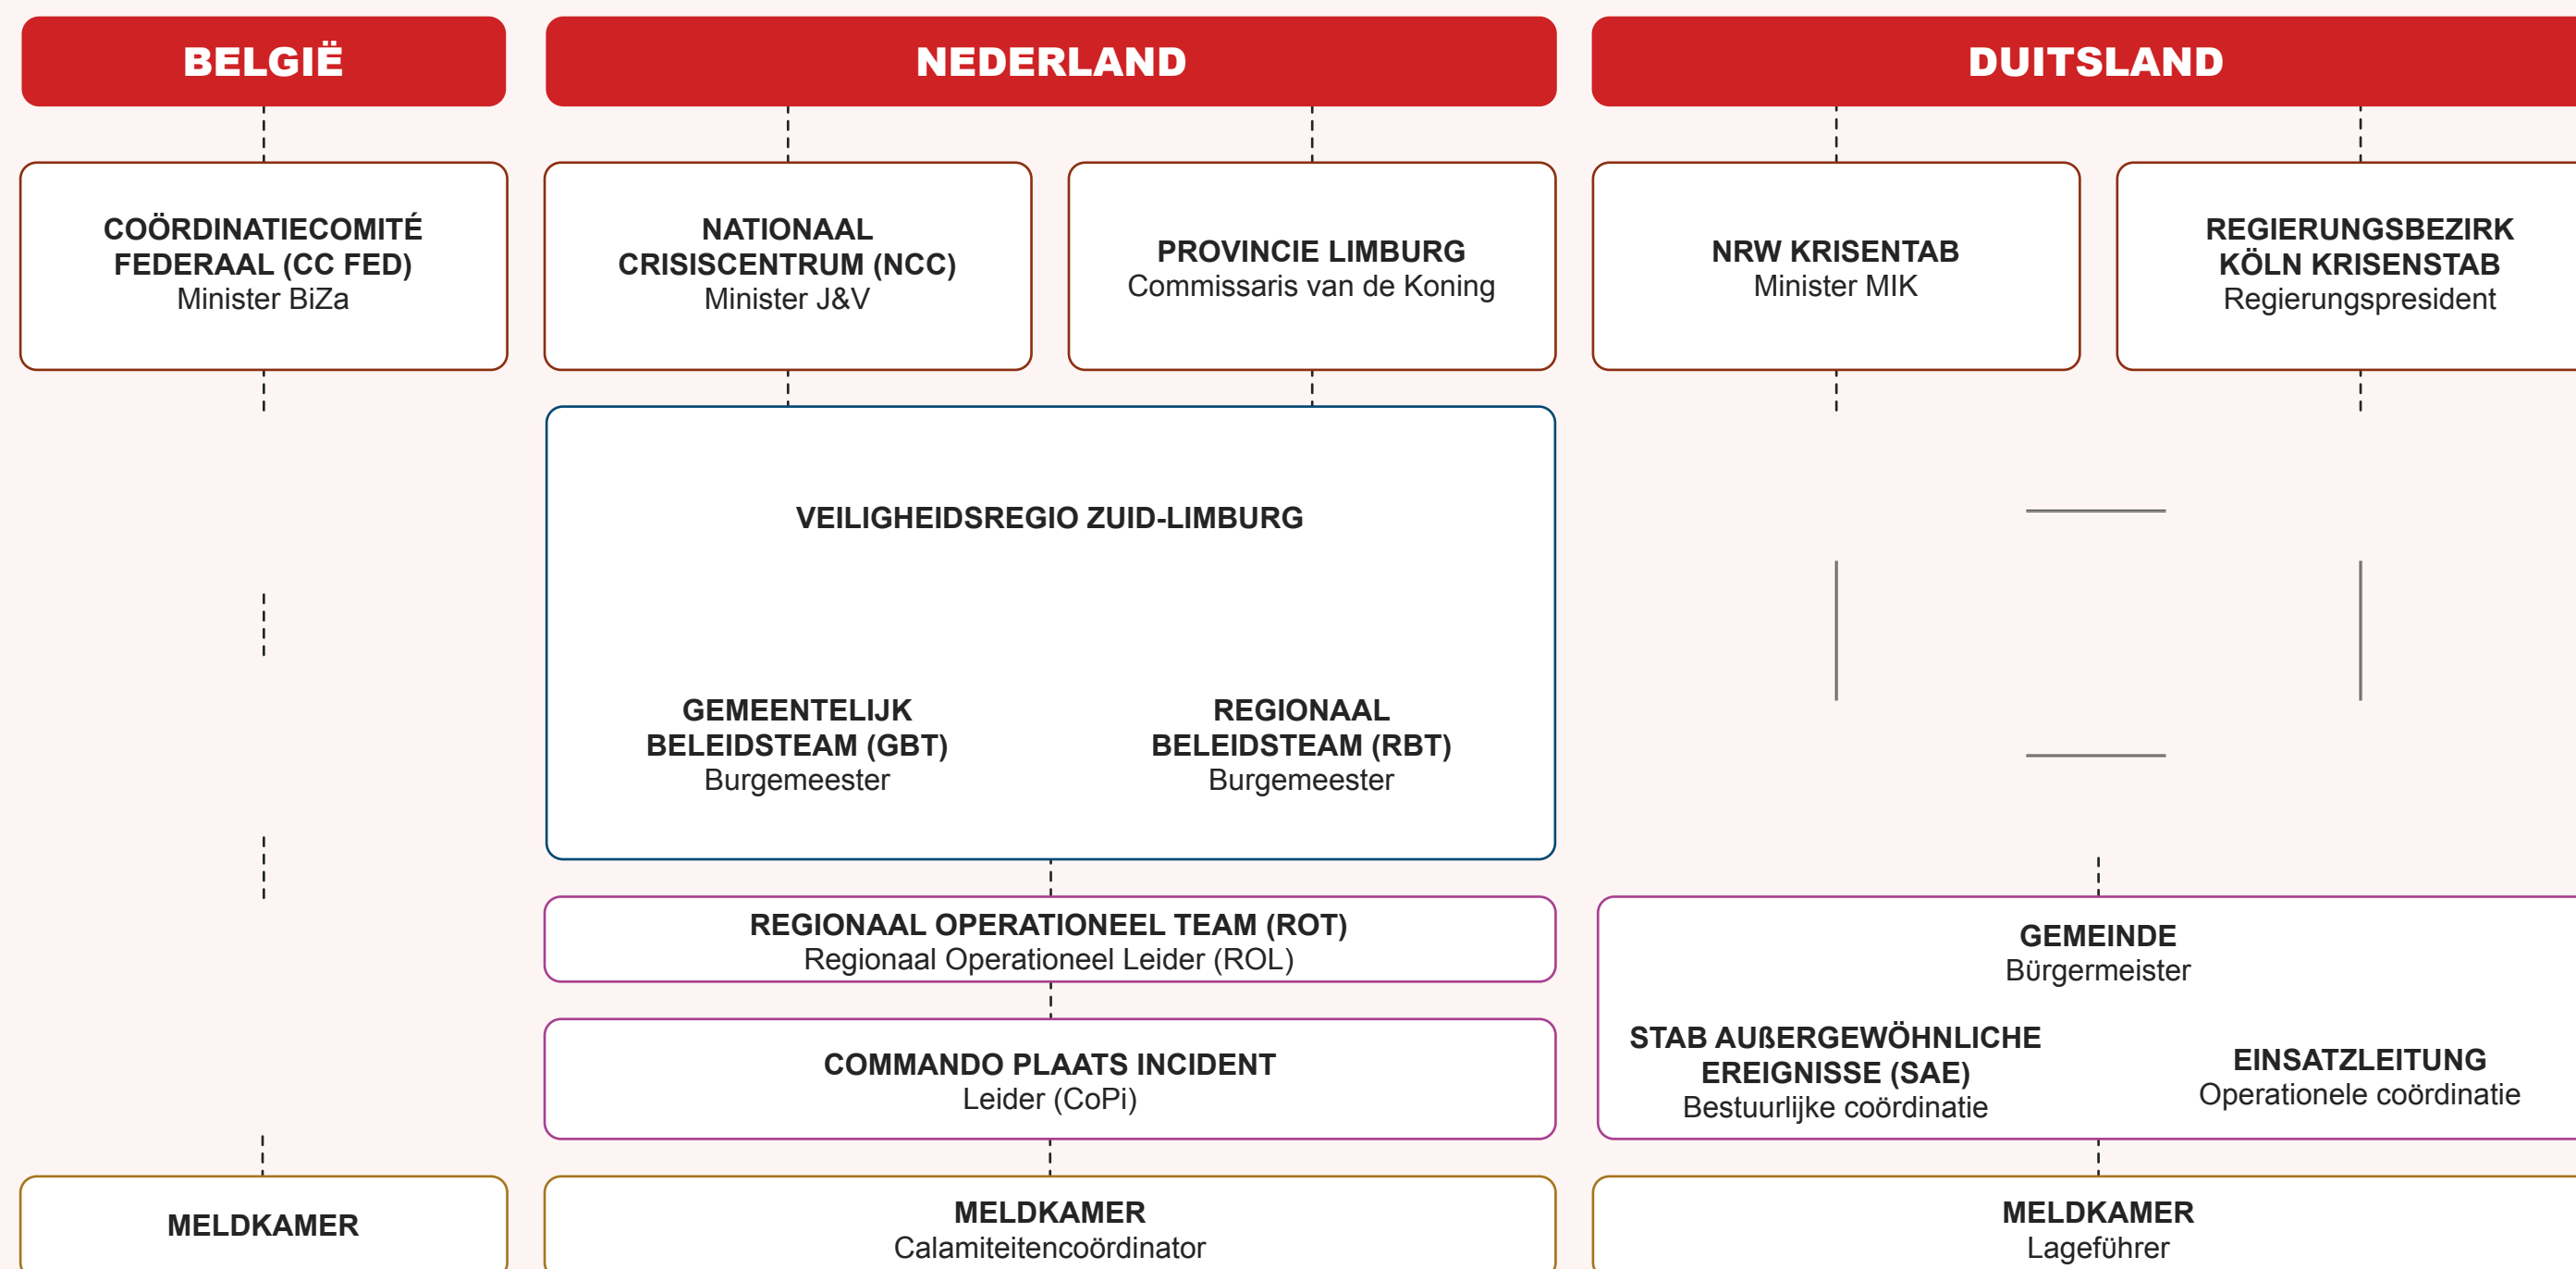 BELGIË
NEDERLAND
DUITSLAND
COÖRDINATIECOMITÉ
FEDERAAL (CC FED)
Minister BiZa
NATIONAAL
CRISISCENTRUM (NCC)
Minister J&V
PROVINCIE LIMBURG
Commissaris van de Koning
NRW KRISENTAB
Minister MIK
REGIERUNGSBEZIRK
KÖLN KRISENSTAB
Regierungspresident
VEILIGHEIDSREGIO ZUID-LIMBURG
GEMEENTELIJK
BELEIDSTEAM (GBT)
Burgemeester
REGIONAAL
BELEIDSTEAM (RBT)
Burgemeester
REGIONAAL OPERATIONEEL TEAM (ROT)
Regionaal Operationeel Leider (ROL)
COMMANDO PLAATS INCIDENT
Leider (CoPi)
GEMEINDE
Bürgermeister
STAB AUßERGEWÖHNLICHE
EREIGNISSE (SAE)
Bestuurlijke coördinatie
EINSATZLEITUNG
Operationele coördinatie
MELDKAMER
MELDKAMER
Calamiteitencoördinator
MELDKAMER
Lageführer